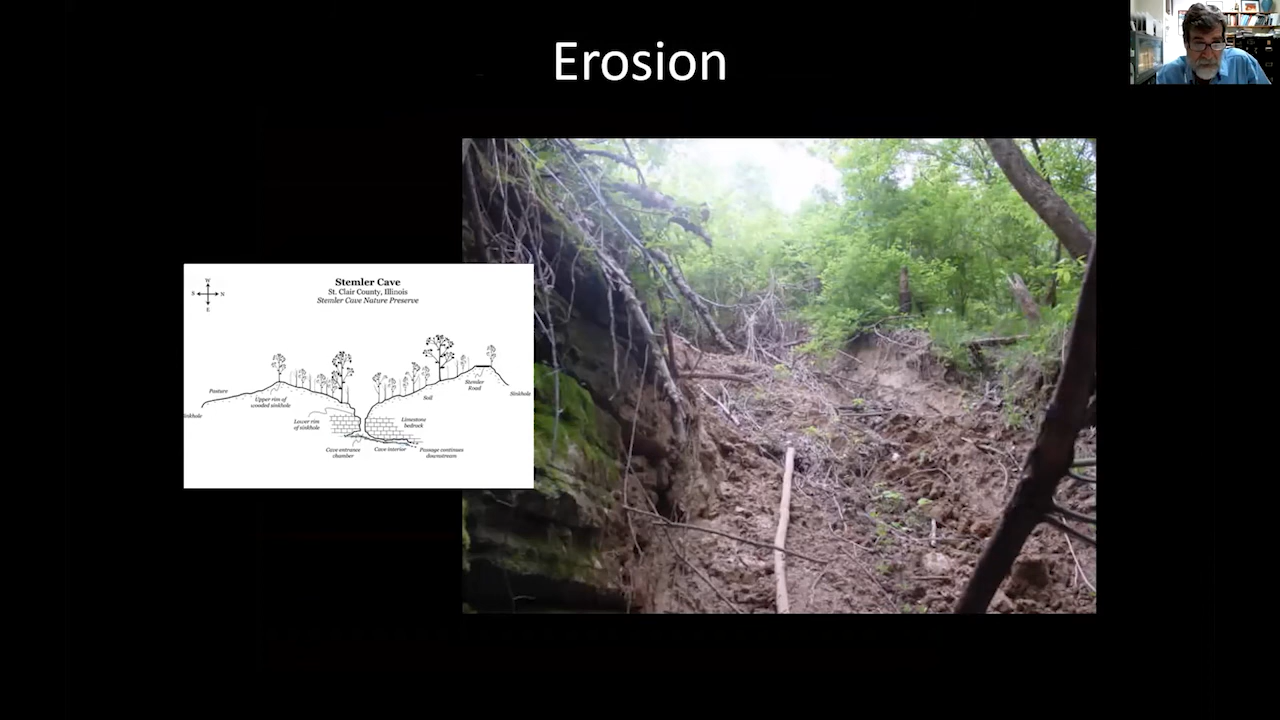 Erosion
Stemler Cave
St. Clair County, Illinois
Stemler Cave Nature Preserve
W
S
N
E
Pasture
Upper rim of
wooded sinkhole
Stemler
Road
Soil
Sinkhole
Lower rim
of sinkhole
Limestone
bedrock
Cave entrance
chamber
Cave interior
Passage continues
downstream